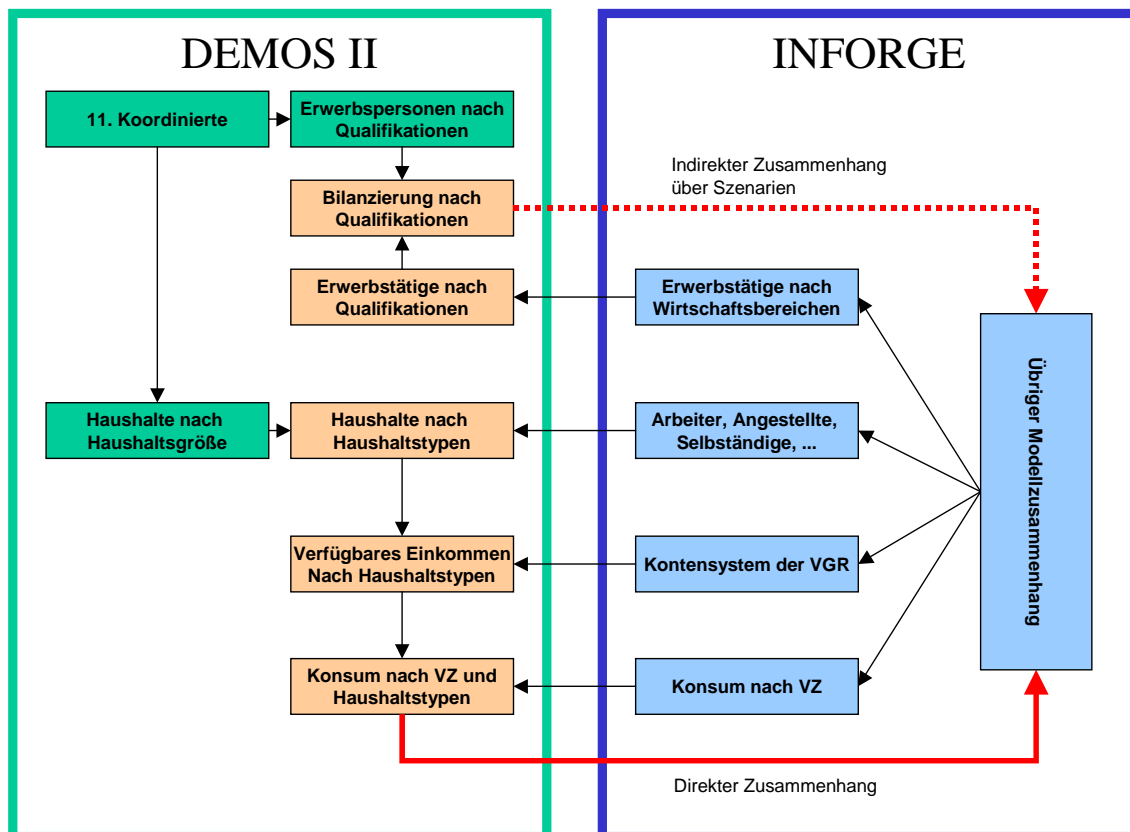 DEMOS II
INFORGE
11. Koordinierte
Erwerbspersonen nach
Qualifikationen
Indirekter Zusammenhang
über Szenarien
Bilanzierung nach
Qualifikationen
Erwerbstätige nach
Qualifikationen
Erwerbstätige nach
Wirtschaftsbereichen
Übriger Modellzusammenhang
Haushalte nach
Haushaltsgröße
Haushalte nach
Haushaltstypen
Arbeiter, Angestellte,
Selbständige, ...
Verfügbares Einkommen
Nach Haushaltstypen
Kontensystem der VGR
Konsum nach VZ und
Haushaltstypen
Konsum nach VZ
Direkter Zusammenhang